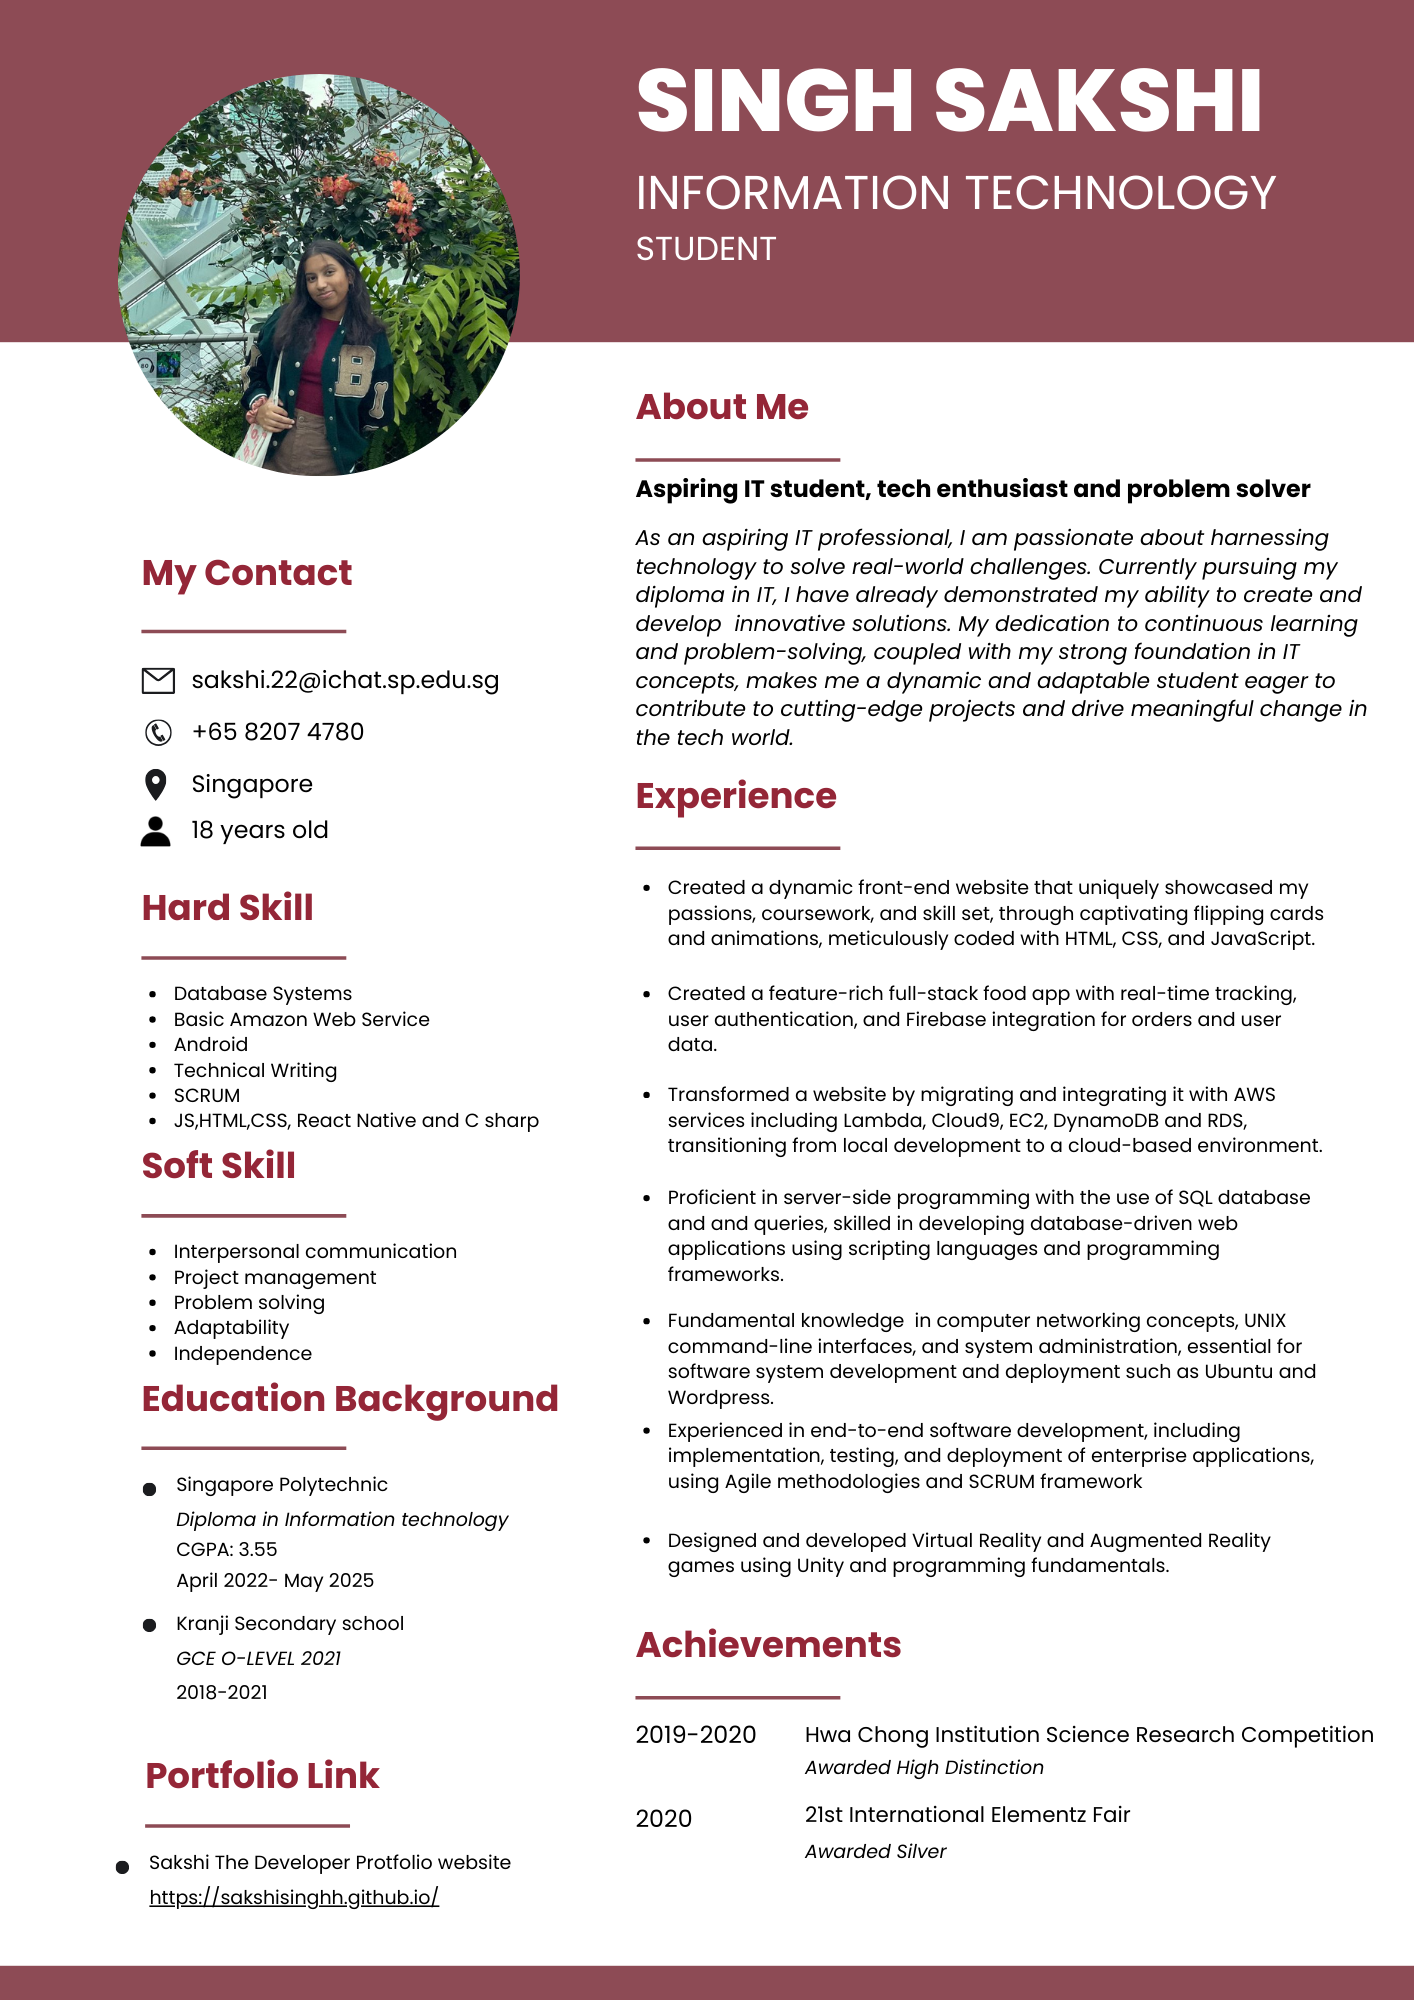 SINGH SAKSHI
INFORMATION TECHNOLOGY
STUDENT
My Contact
sakshi.22@ichat.sp.edu.sg
+65 8207 4780
Singapore
18 years old
Hard Skill
Database Systems
Basic Amazon Web Service
Android
Technical Writing
SCRUM
JS,HTML,CSS, React Native and C sharp
Soft Skill
Interpersonal communication
Project management
Problem solving
Adaptability
Independence
Education Background
Singapore Polytechnic
Diploma in Information technology
CGPA: 3.55
April 2022- May 2025
Kranji Secondary school
GCE O-LEVEL 2021
2018-2021
Portfolio Link
Sakshi The Developer Protfolio website
https://sakshisinghh.github.io/
About Me
Aspiring IT student, tech enthusiast and problem solver
As an aspiring IT professional, I am passionate about harnessing
technology to solve real-world challenges. Currently pursuing my
diploma in IT, I have already demonstrated my ability to create and
develop  innovative solutions. My dedication to continuous learning
and problem-solving, coupled with my strong foundation in IT
concepts, makes me a dynamic and adaptable student eager to
contribute to cutting-edge projects and drive meaningful change in
the tech world.
Experience
Created a dynamic front-end website that uniquely showcased my
passions, coursework, and skill set, through captivating flipping cards
and animations, meticulously coded with HTML, CSS, and JavaScript.
Created a feature-rich full-stack food app with real-time tracking,
user authentication, and Firebase integration for orders and user
data.
Transformed a website by migrating and integrating it with AWS
services including Lambda, Cloud9, EC2, DynamoDB and RDS,
transitioning from local development to a cloud-based environment.
Proficient in server-side programming with the use of SQL database
and and queries, skilled in developing database-driven web
applications using scripting languages and programming
frameworks.
Fundamental knowledge  in computer networking concepts, UNIX
command-line interfaces, and system administration, essential for
software system development and deployment such as Ubuntu and
Wordpress.
Experienced in end-to-end software development, including
implementation, testing, and deployment of enterprise applications,
using Agile methodologies and SCRUM framework
Designed and developed Virtual Reality and Augmented Reality
games using Unity and programming fundamentals.
Achievements
2019-2020 Hwa Chong Institution Science Research Competition
Awarded High Distinction
2020 21st International Elementz Fair
Awarded Silver